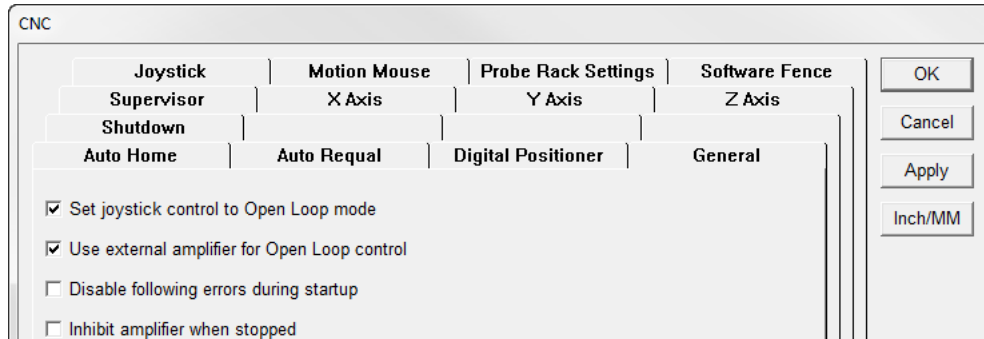 CNC
Joystick Motion Mouse Probe Rack Settings Software Fence
Supervisor X Axis Y Axis Z Axis
Shutdown
Auto Home Auto Requal Digital Positioner General
Set joystick control to Open Loop mode
Use external amplifier for Open Loop control
Disable following errors during startup
Inhibit amplifier when stopped
OK
Cancel
Apply
Inch/MM